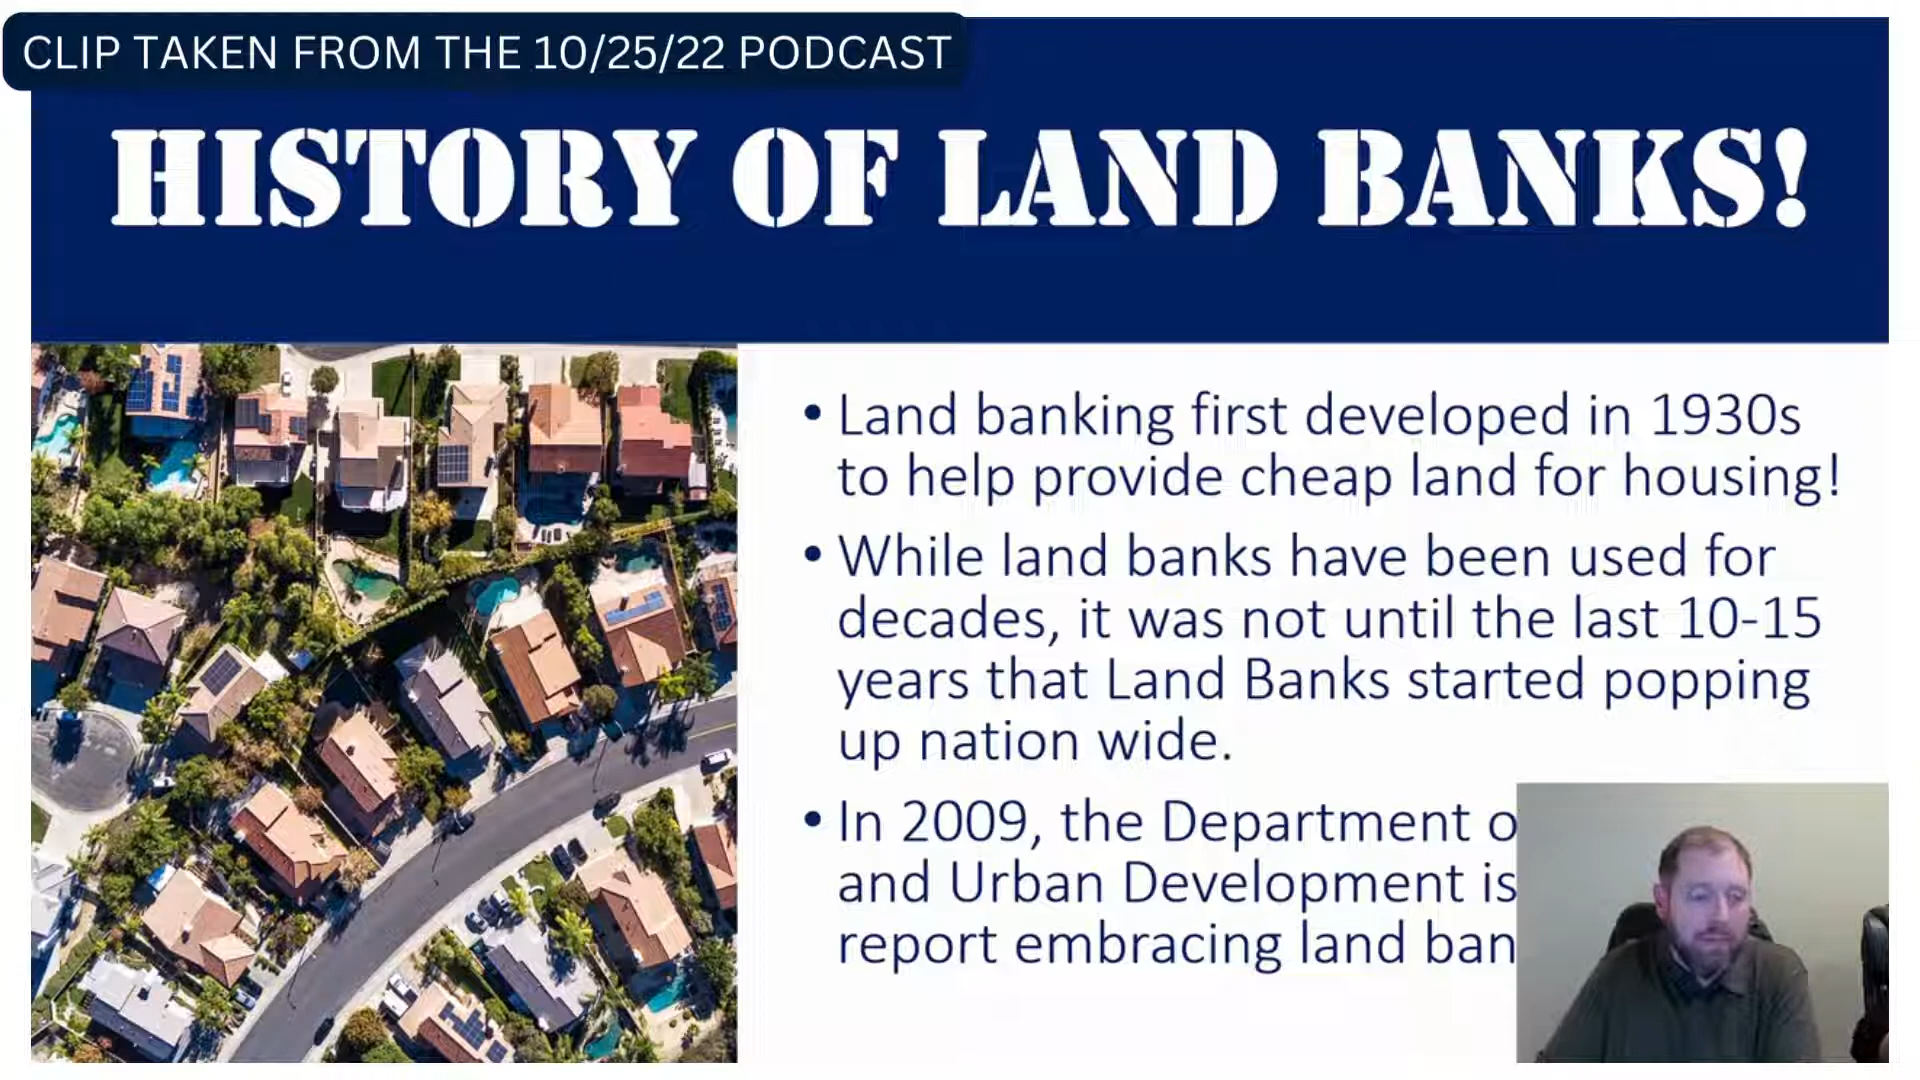 CLIP TAKEN FROM THE 10/25/22 PODCAST
HISTORY OF LAND BANKS!
• Land banking first developed in 1930s
to help provide cheap land for housing!
• While land banks have been used for
decades, it was not until the last 10-15
years that Land Banks started popping
up nation wide.
• In 2009, the Department
and Urban Development
report embracing land